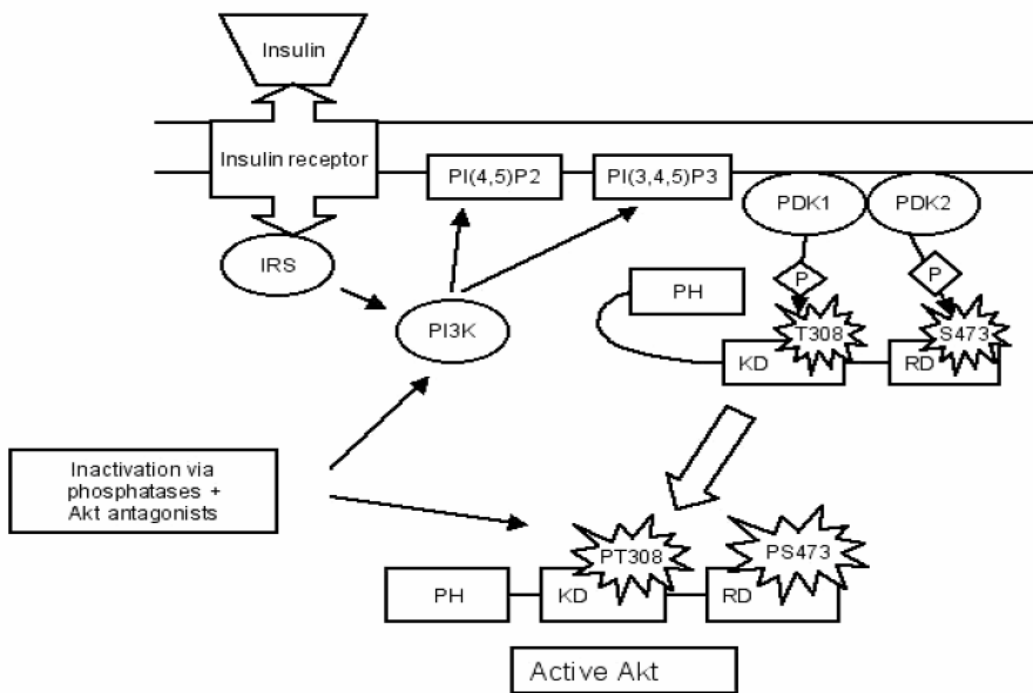 Insulin
Insulin receptor
PI(4,5)P2
PI(3,4,5)P3
PDK1
PDK2
IRS
P
P
PH
PI3K
T308
S473
KD
RD
Inactivation via
phosphatases +
Akt antagonists
PT308
PS473
PH
KD
RD
Active Akt